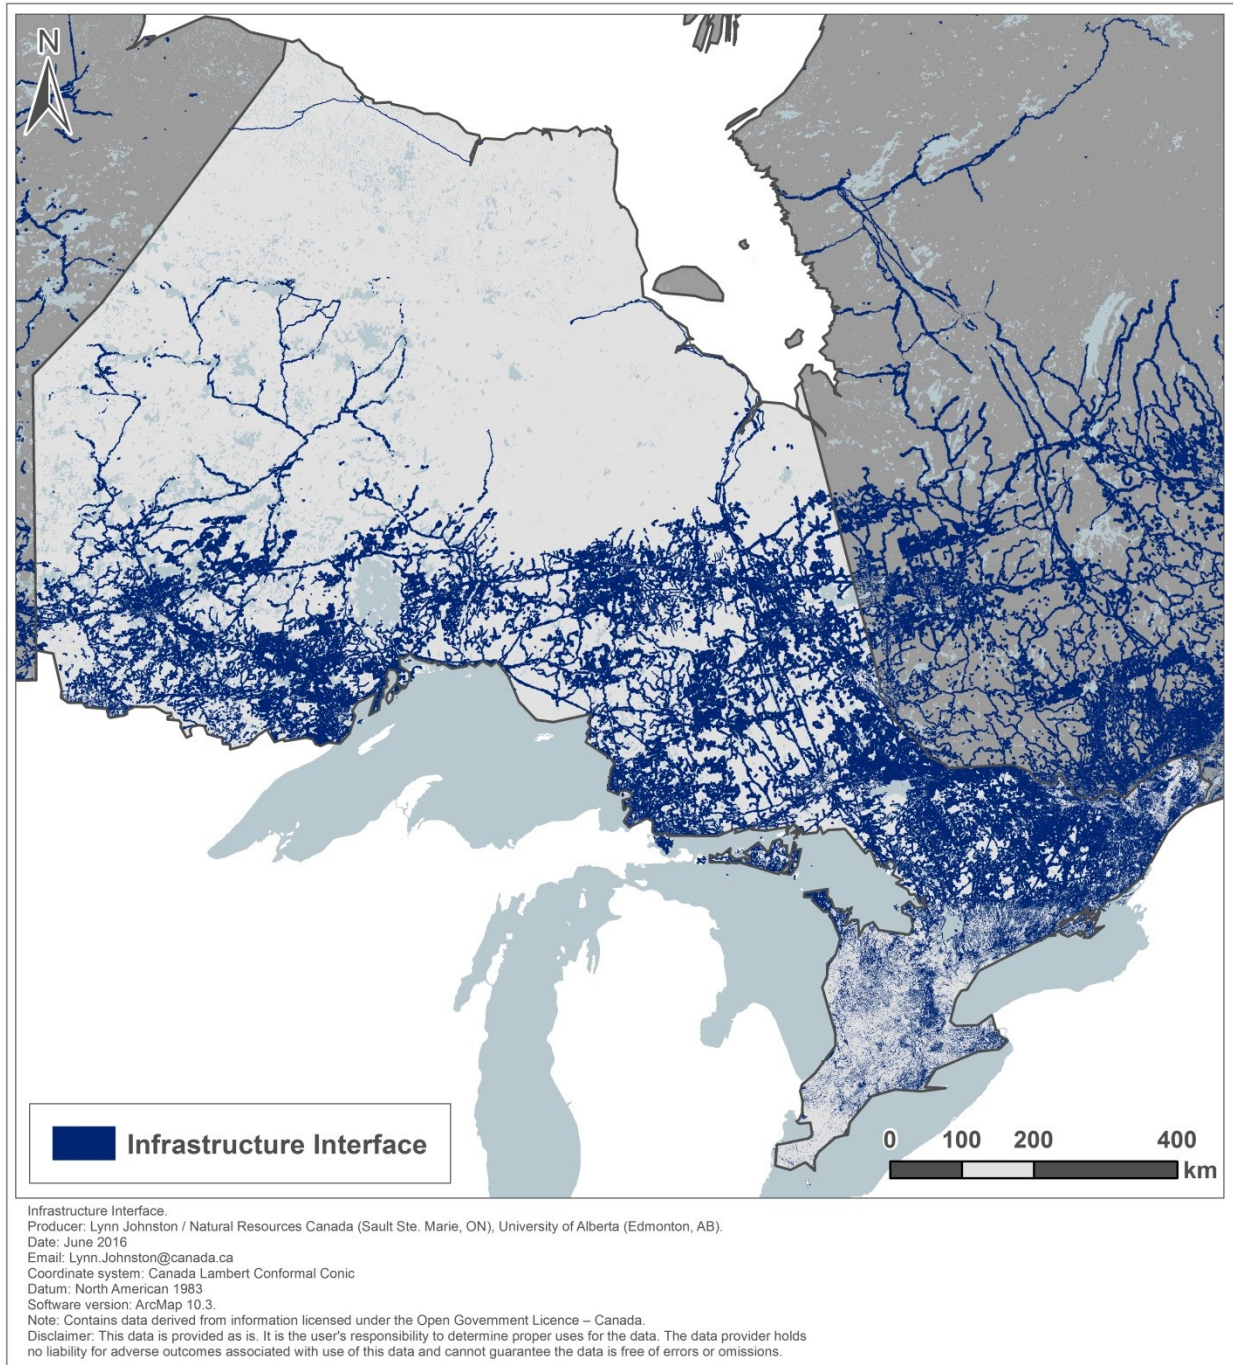 N
Infrastructure Interface
0 100 200 400
km
Infrastructure Interface.
Producer: Lynn Johnston / Natural Resources Canada (Sault Ste. Marie, ON), University of Alberta (Edmonton, AB).
Date: June 2016
Email: Lynn.Johnston@canada.ca
Coordinate system: Canada Lambert Conformal Conic
Datum: North American 1983
Software version: ArcMap 10.3.
Note: Contains data derived from information licensed under the Open Government Licence – Canada.
Disclaimer: This data is provided as is. It is the user's responsibility to determine proper uses for the data. The data provider holds
no liability for adverse outcomes associated with use of this data and cannot guarantee the data is free of errors or omissions.